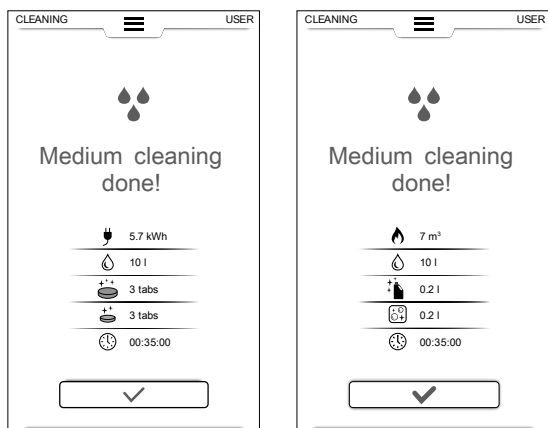 CLEANING
USER
Medium cleaning
done!
5.7 kWh
10 l
3 tabs
3 tabs
00:35:00
CLEANING
USER
Medium cleaning
done!
7 m³
10 l
0.2 l
0.2 l
00:35:00